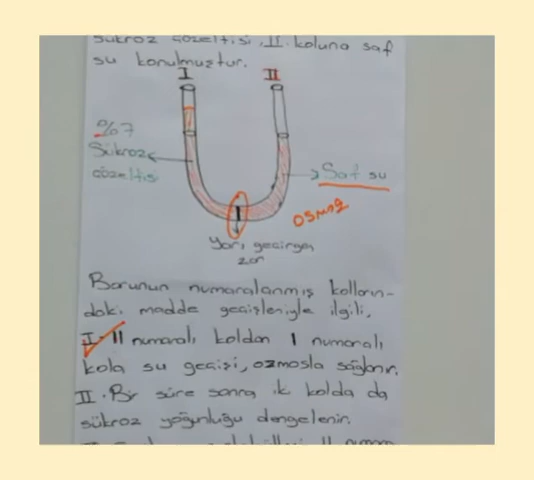 sükroz çözeltisi, II. koluna saf
su konulmuştur.
I II
%7
Sükroz
çözeltisi
Saf su
osmoz
Yarı geçirgen
zar
Borunun numaralanmış kolların-
daki madde geçişleriyle ilgili,
I- II numaralı koldan I numaralı
kola su geçişi, ozmosla sağlanır.
II. Bir süre sonra iki kolda da
sükroz yoğunluğu dengelenir.